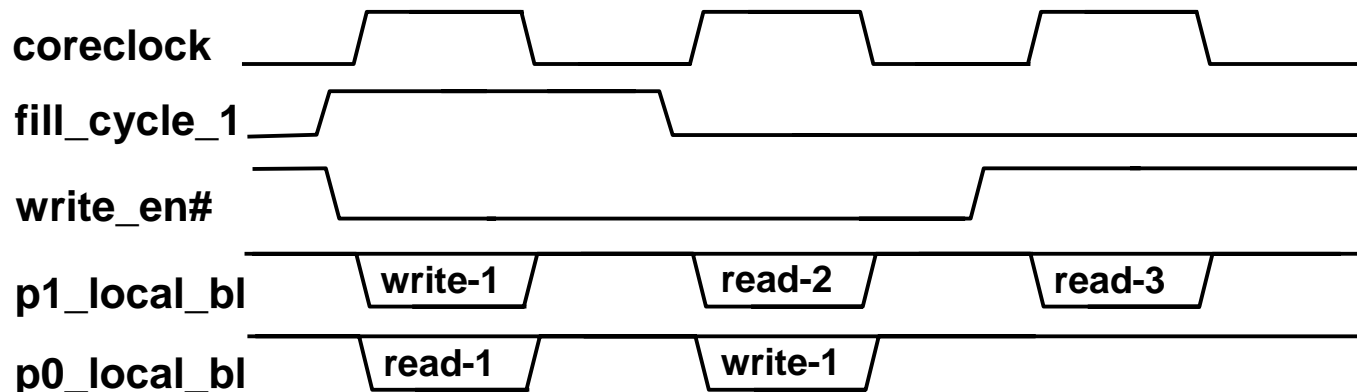 coreclock
fill_cycle_1
write_en#
p1_local_bl write-1 read-2 read-3
p0_local_bl read-1 write-1